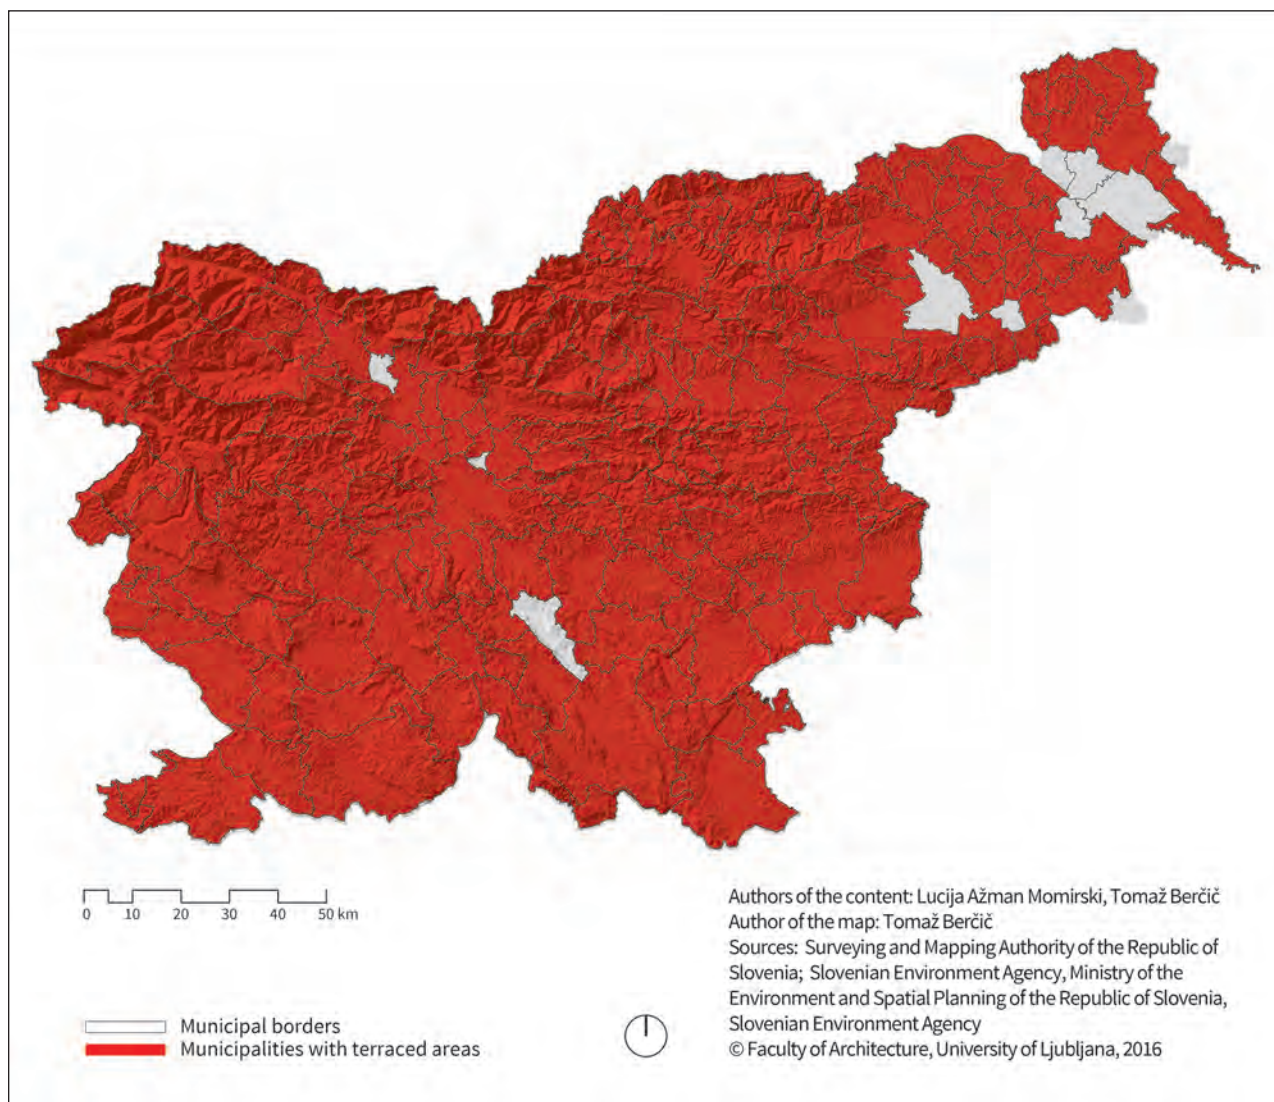 0 10 20 30 40 50 km
Authors of the content: Lucija Ažman Momirski, Tomaž Berčič
Author of the map: Tomaž Berčič
Sources: Surveying and Mapping Authority of the Republic of
Slovenia; Slovenian Environment Agency, Ministry of the
Environment and Spatial Planning of the Republic of Slovenia,
Slovenian Environment Agency
© Faculty of Architecture, University of Ljubljana, 2016
Municipal borders
Municipalities with terraced areas